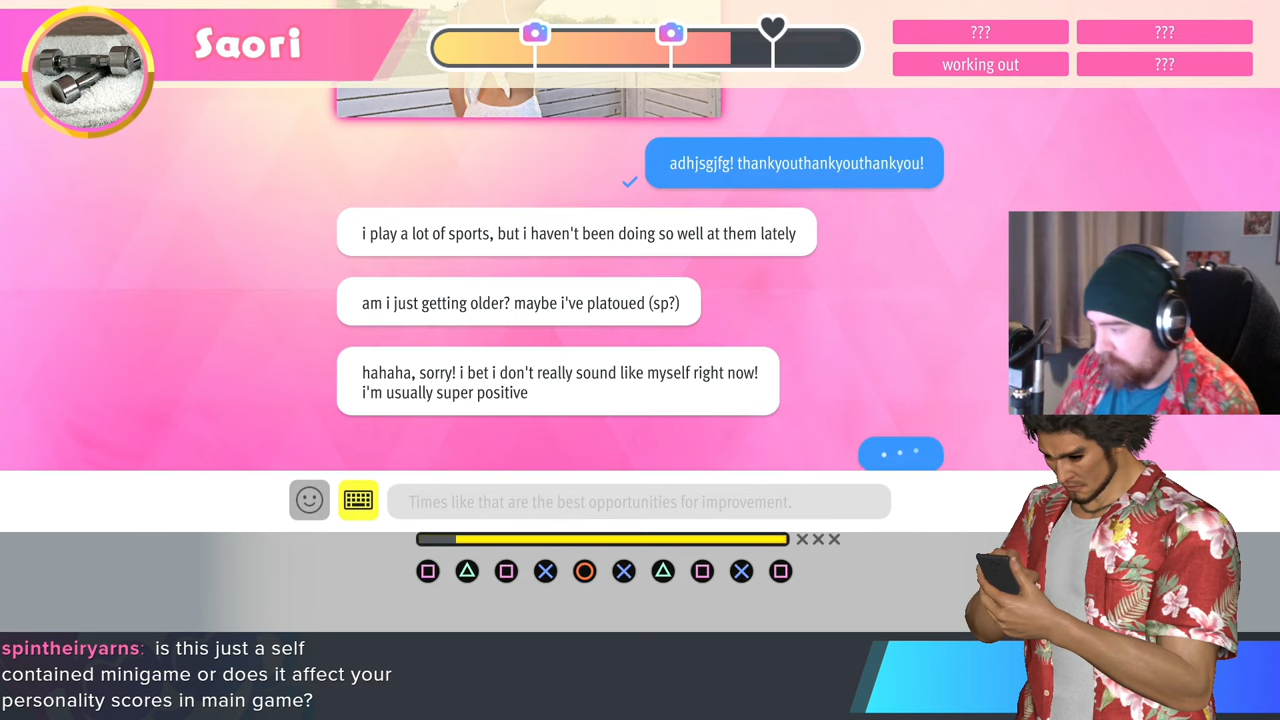 Saori
???
???
working out
???
adhjsgjfg! thankyouthankyouthankyou!
i play a lot of sports, but i haven't been doing so well at them lately
am i just getting older? maybe i've platoued (sp?)
hahaha, sorry! i bet i don't really sound like myself right now!
i'm usually super positive
Times like that are the best opportunities for improvement.
spintheiryarns: is this just a self
contained minigame or does it affect your
personality scores in main game?